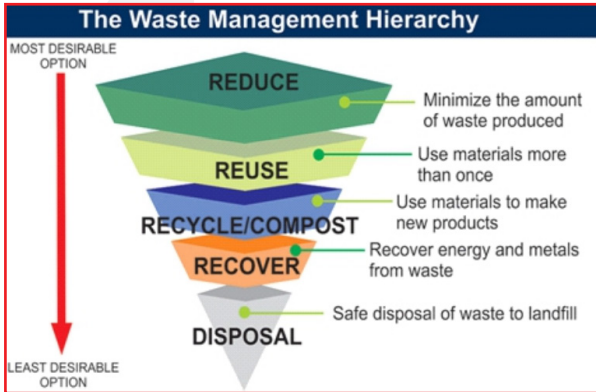 The Waste Management Hierarchy
MOST DESIRABLE
OPTION
REDUCE
Minimize the amount
of waste produced
REUSE
Use materials more
than once
RECYCLE/COMPOST
Use materials to make
new products
RECOVER
Recover energy and metals
from waste
DISPOSAL
Safe disposal of waste to landfill
LEAST DESIRABLE
OPTION